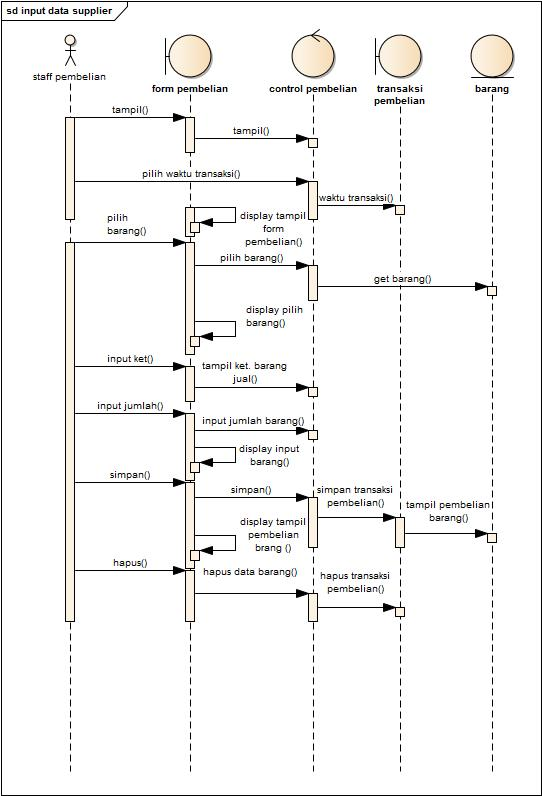 sd input data supplier
staff pembelian
form pembelian
control pembelian
transaksi
pembelian
barang
tampil()
tampil()
pilih waktu transaksi()
waktu transaksi()
display tampil
form
pembelian()
pilih
barang()
pilih barang()
get barang()
display pilih
barang()
input ket()
tampil ket. barang
jual()
input jumlah()
input jumlah barang()
display input
barang()
simpan()
simpan()
simpan transaksi
pembelian()
tampil pembelian
barang()
display tampil
pembelian
brang ()
hapus()
hapus data barang()
hapus transaksi
pembelian()